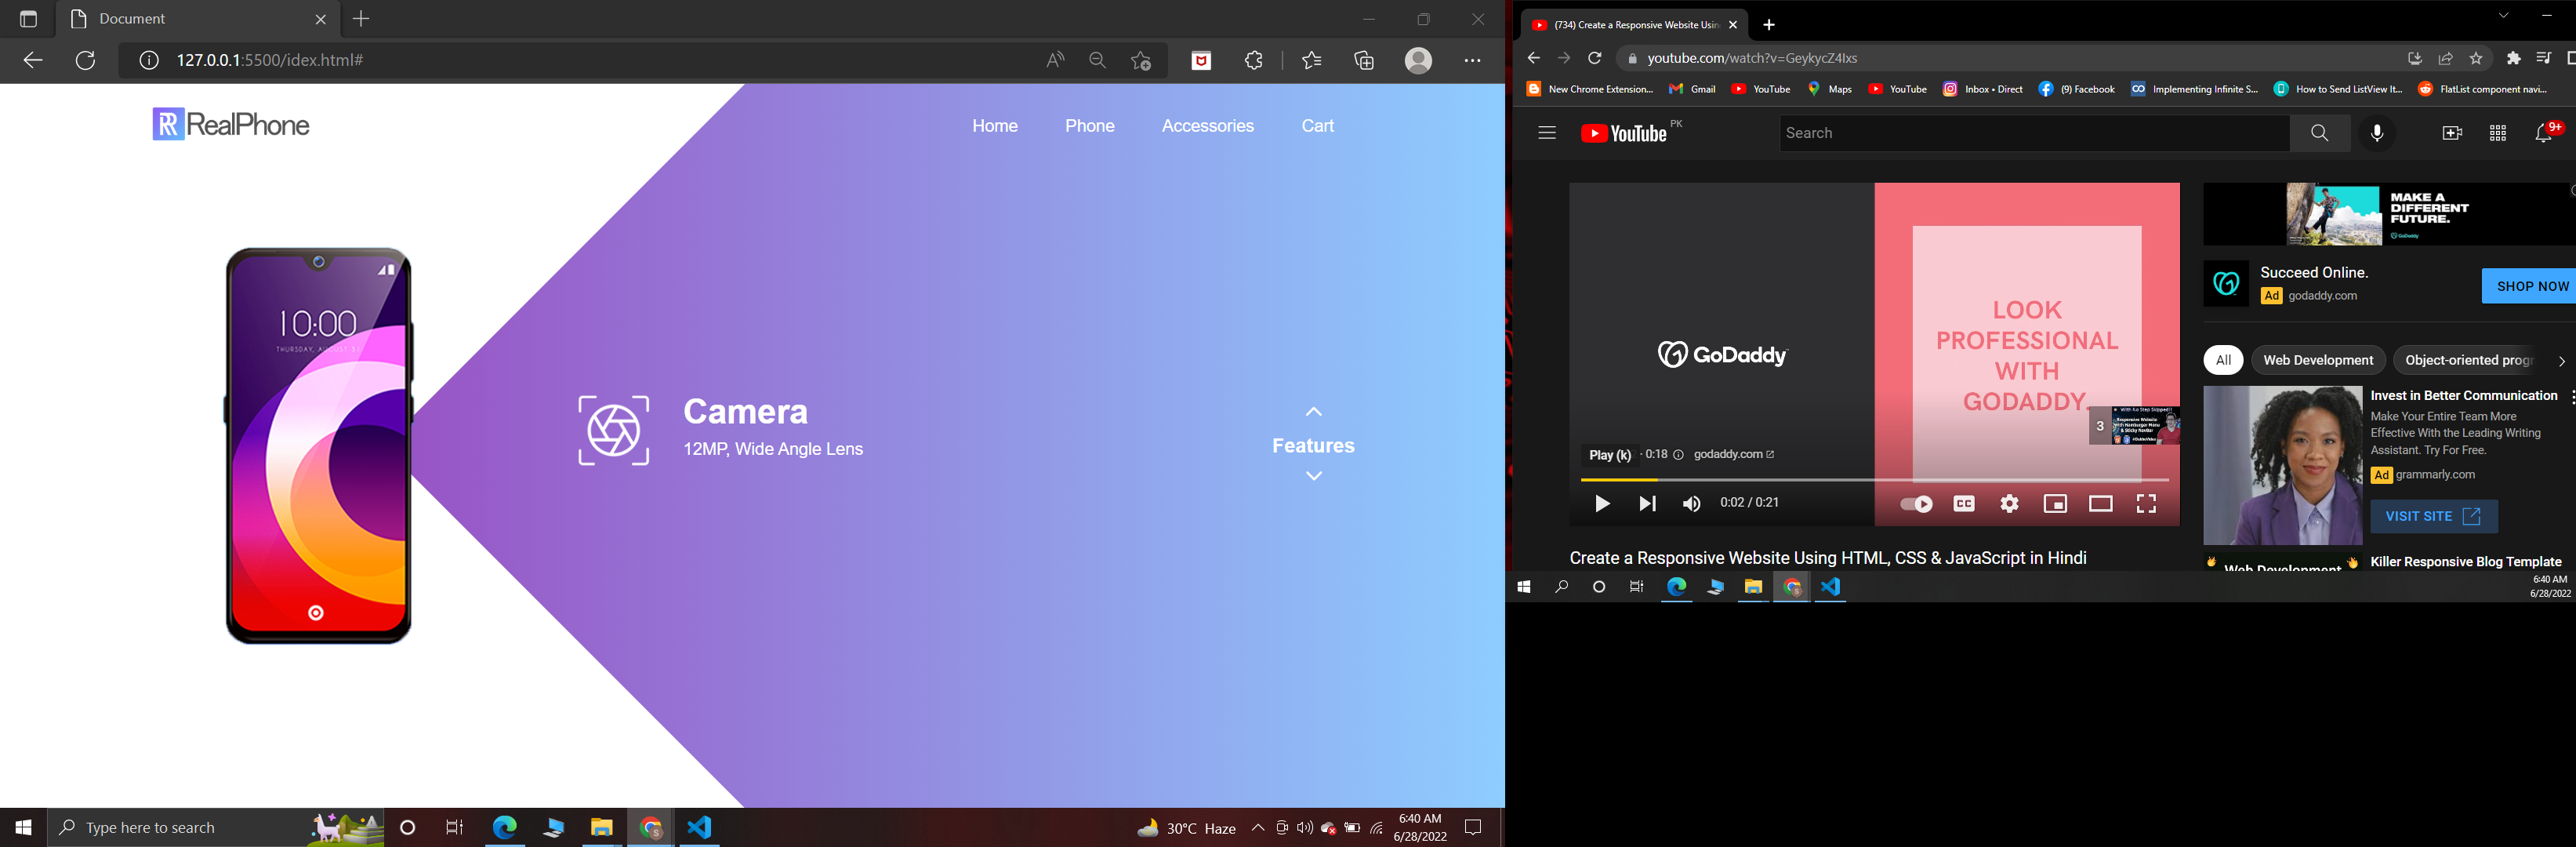 Document
127.0.0.1:5500/idex.html#
RealPhone
Home Phone Accessories Cart
10:00
THURSDAY, AUGUST 25
Camera
12MP, Wide Angle Lens
Features
Type here to search
30°C Haze
6:40 AM
6/28/2022
(734) Create a Responsive Website Usin
youtube.com/watch?v=GeykycZ4Ixs
New Chrome Extension... Gmail YouTube Maps YouTube Inbox • Direct (9) Facebook Implementing Infinite S... How to Send ListView It... FlatList component navi...
YouTube PK
Search
9+
GoDaddy
LOOK
PROFESSIONAL
WITH
GODADDY.
3
Play (k) · 0:18 godaddy.com
0:02 / 0:21
CC
Create a Responsive Website Using HTML, CSS & JavaScript in Hindi
MAKE A
DIFFERENT
FUTURE.
GoDaddy
Succeed Online.
Ad godaddy.com
SHOP NOW
All Web Development Object-oriented progr
Invest in Better Communication
Make Your Entire Team More
Effective With the Leading Writing
Assistant. Try For Free.
Ad grammarly.com
VISIT SITE
Web Development
Killer Responsive Blog Template
6:40 AM
6/28/2022